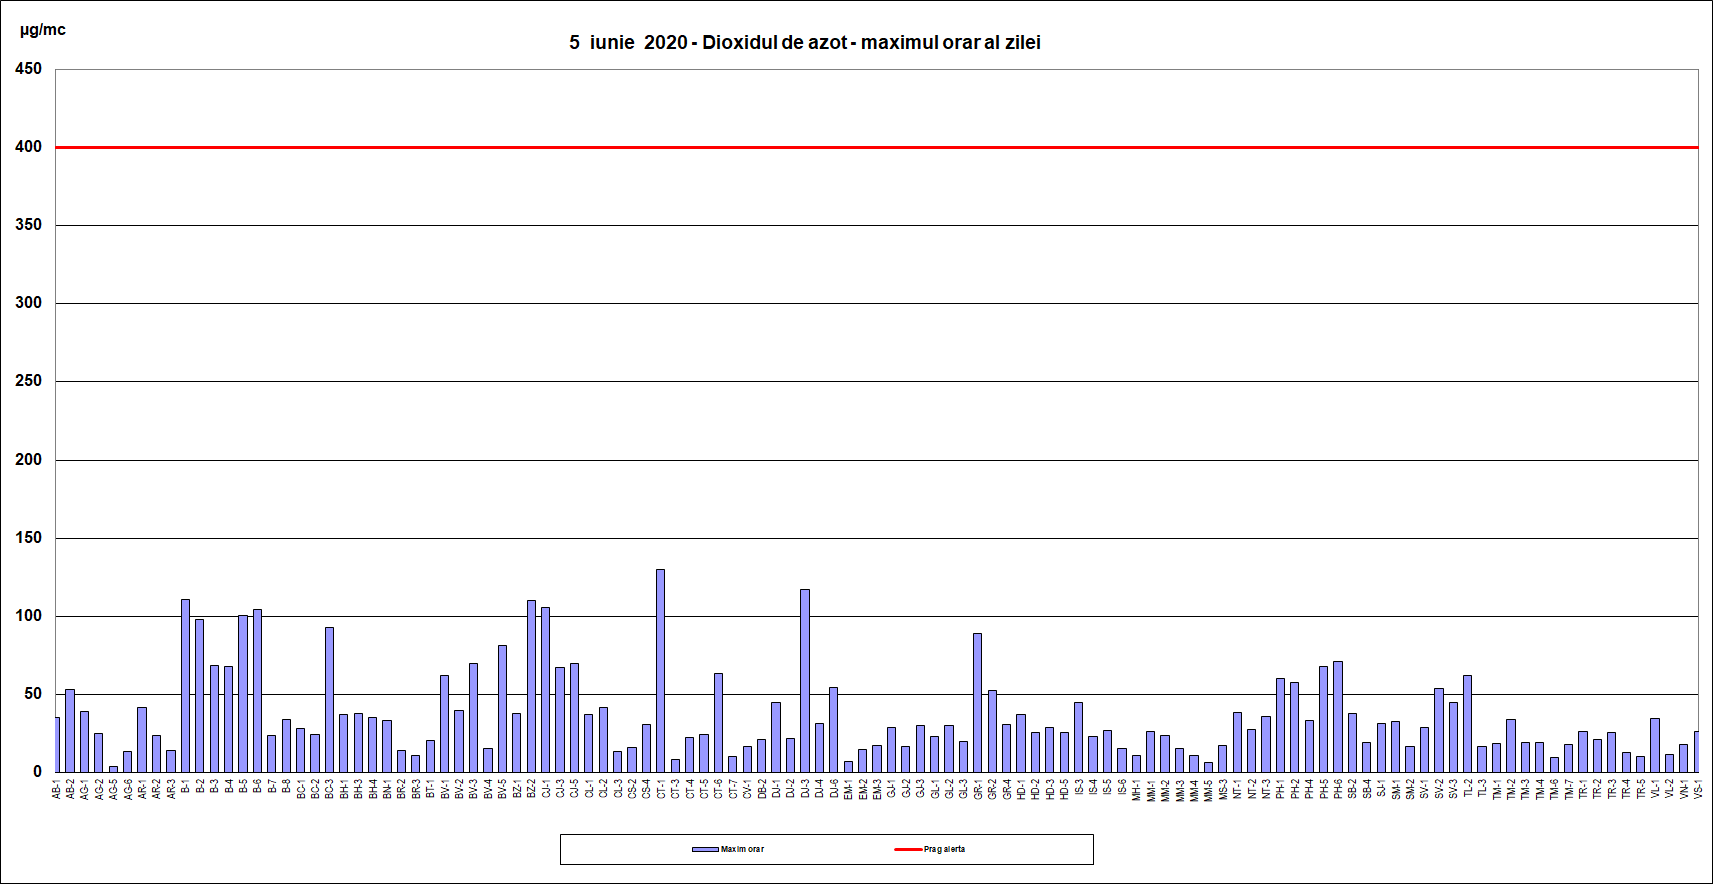 µg/mc
5 iunie 2020 - Dioxidul de azot - maximul orar al zilei
450
400
350
300
250
200
150
100
50
0
AB-1 AB-2 AG-1 AG-2 AG-5 AG-6 AR-1 AR-2 AR-3 B-1 B-2 B-3 B-4 B-5 B-6 B-7 B-8 BC-1 BC-2 BC-3 BH-1 BH-3 BH-4 BN-1 BR-2 BR-3 BT-1 BV-1 BV-2 BV-3 BV-4 BV-5 BZ-1 BZ-2 CJ-1 CJ-3 CJ-5 CL-1 CL-2 CL-3 CS-2 CS-4 CT-1 CT-3 CT-4 CT-5 CT-6 CT-7 CV-1 DB-2 DJ-1 DJ-2 DJ-3 DJ-4 DJ-6 EM-1 EM-2 EM-3 GJ-1 GJ-2 GJ-3 GL-1 GL-2 GL-3 GR-1 GR-2 GR-4 HD-1 HD-2 HD-3 HD-5 IS-3 IS-4 IS-5 IS-6 MH-1 MM-1 MM-2 MM-3 MM-4 MM-5 MS-3 NT-1 NT-2 NT-3 PH-1 PH-2 PH-4 PH-5 PH-6 SB-2 SB-4 SJ-1 SM-1 SM-2 SV-1 SV-2 SV-3 TL-2 TL-3 TM-1 TM-2 TM-3 TM-4 TM-6 TM-7 TR-1 TR-2 TR-3 TR-4 TR-5 VL-1 VL-2 VN-1 VS-1
Maxim orar
Prag alerta